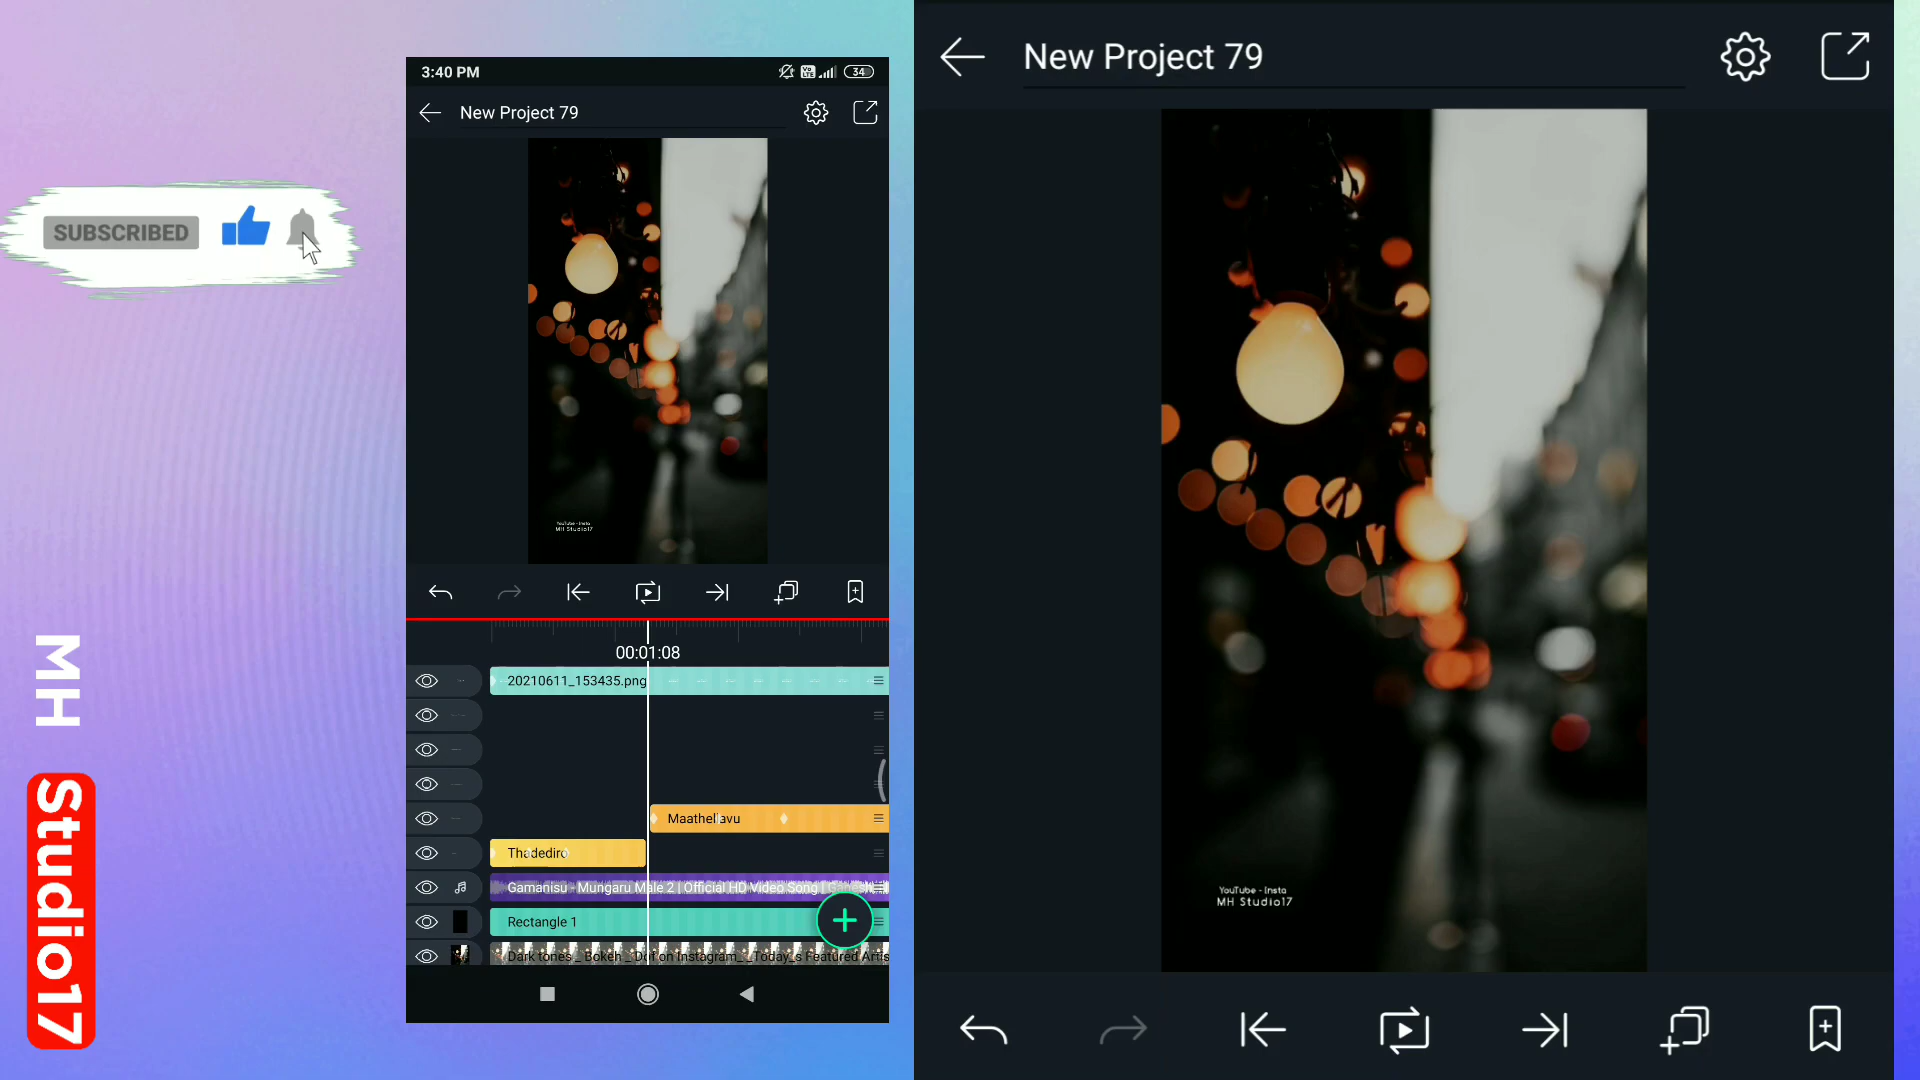 SUBSCRIBED
MH Studio17
3:40 PM
34
New Project 79
YouTube - Insta
MH Studio17
00:01:08
20210611_153435.png
Maathellavu
Thadediro
Gamanisu - Mungaru Male 2 | Official HD Video Song | Ganesh
Rectangle 1
Dark tones _ Bokeh _ Dof on Instagram_ _Today_s Featured Artis
New Project 79
YouTube - Insta
MH Studio17